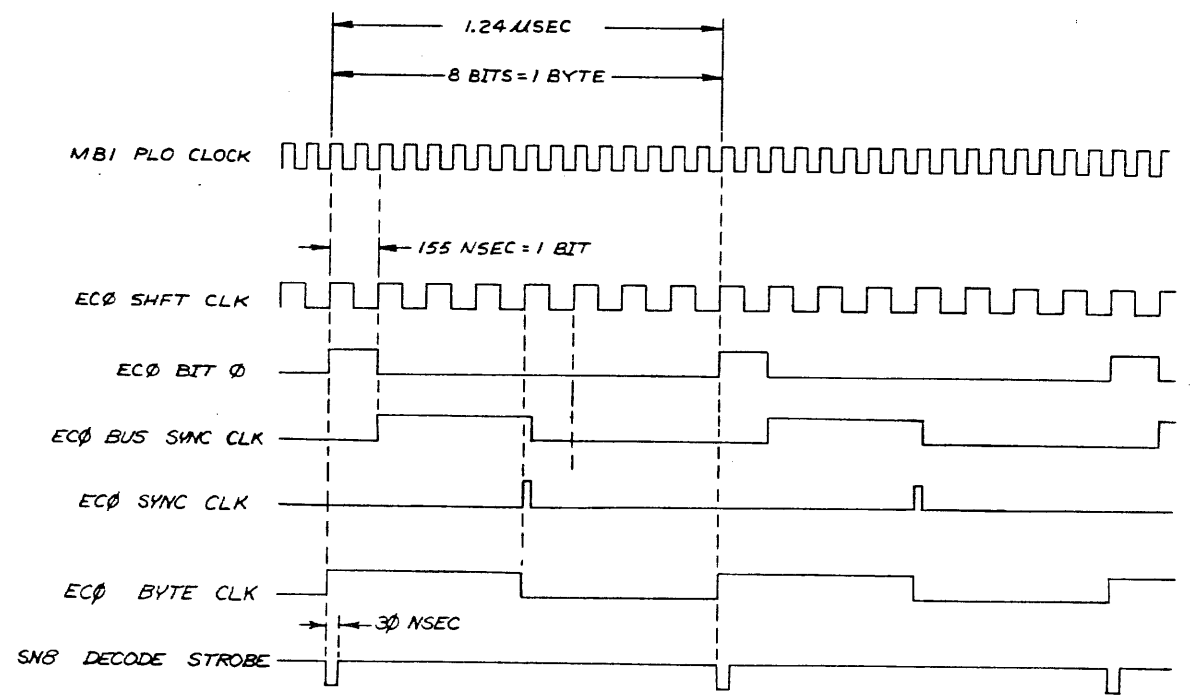 1.24 µSEC
8 BITS = 1 BYTE
MB1 PLO CLOCK
155 NSEC = 1 BIT
ECØ SHFT CLK
ECØ BIT Ø
ECØ BUS SYNC CLK
ECØ SYNC CLK
ECØ BYTE CLK
3Ø NSEC
SN8 DECODE STROBE